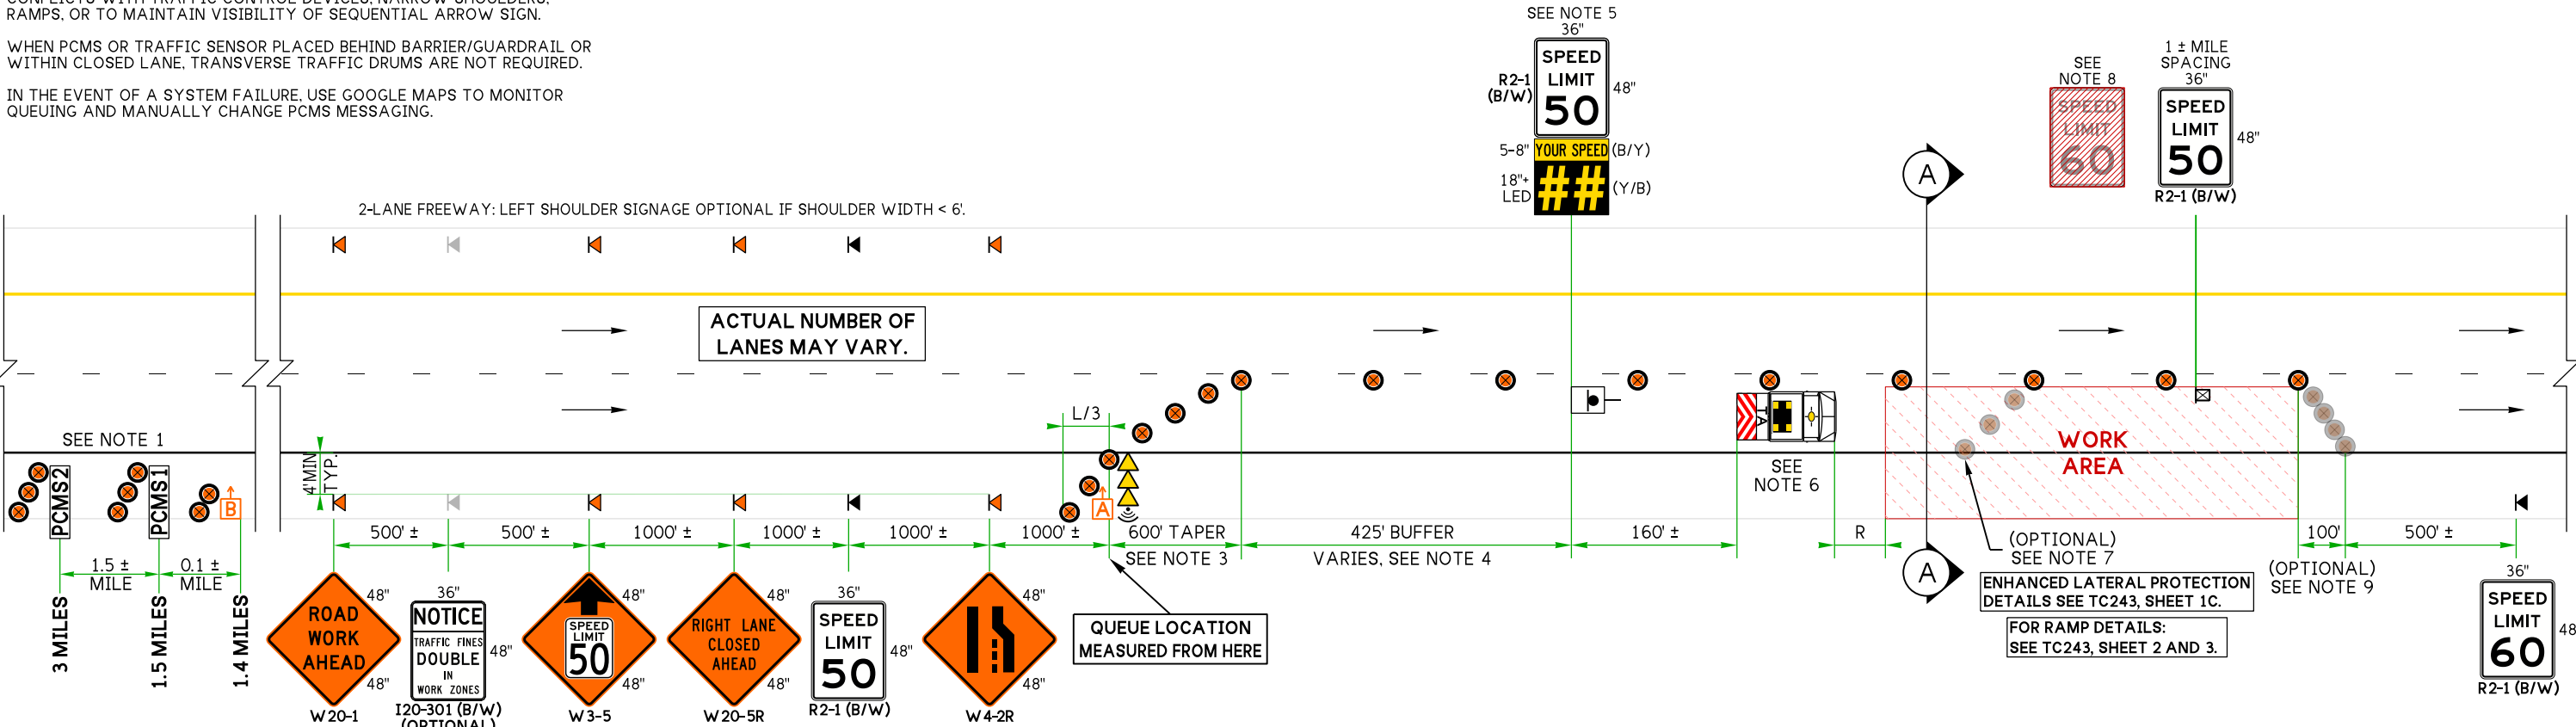 RAMPS, OR TO MAINTAIN VISIBILITY OF SEQUENTIAL ARROW SIGN.
WHEN PCMS OR TRAFFIC SENSOR PLACED BEHIND BARRIER/GUARDRAIL OR
WITHIN CLOSED LANE, TRANSVERSE TRAFFIC DRUMS ARE NOT REQUIRED.
IN THE EVENT OF A SYSTEM FAILURE, USE GOOGLE MAPS TO MONITOR
QUEUING AND MANUALLY CHANGE PCMS MESSAGING.
SEE NOTE 5
36"
SPEED
LIMIT
50
R2-1
(B/W)
48"
5-8"
YOUR SPEED
(B/Y)
18"+
LED
##
(Y/B)
SEE
NOTE 8
SPEED
LIMIT
60
1 ± MILE
SPACING
36"
SPEED
LIMIT
50
48"
R2-1 (B/W)
A
2-LANE FREEWAY: LEFT SHOULDER SIGNAGE OPTIONAL IF SHOULDER WIDTH < 6'.
ACTUAL NUMBER OF
LANES MAY VARY.
SEE NOTE 1
PCMS2
PCMS1
B
4'MIN
TYP.
L/3
A
TA
SEE
NOTE 6
WORK
AREA
1.5 ±
MILE
0.1 ±
MILE
3 MILES
1.5 MILES
1.4 MILES
500' ±
500' ±
1000' ±
1000' ±
1000' ±
1000' ±
600' TAPER
SEE NOTE 3
425' BUFFER
VARIES, SEE NOTE 4
160' ±
R
A
(OPTIONAL)
SEE NOTE 7
100'
500' ±
(OPTIONAL)
SEE NOTE 9
ENHANCED LATERAL PROTECTION
DETAILS SEE TC243, SHEET 1C.
FOR RAMP DETAILS:
SEE TC243, SHEET 2 AND 3.
QUEUE LOCATION
MEASURED FROM HERE
ROAD
WORK
AHEAD
48"
48"
W20-1
36"
NOTICE
TRAFFIC FINES
DOUBLE
IN
WORK ZONES
48"
I20-301 (B/W)
(OPTIONAL)
SPEED
LIMIT
50
48"
48"
W3-5
RIGHT LANE
CLOSED
AHEAD
48"
48"
W20-5R
36"
SPEED
LIMIT
50
48"
R2-1 (B/W)
48"
48"
W4-2R
36"
SPEED
LIMIT
60
48
R2-1 (B/W)